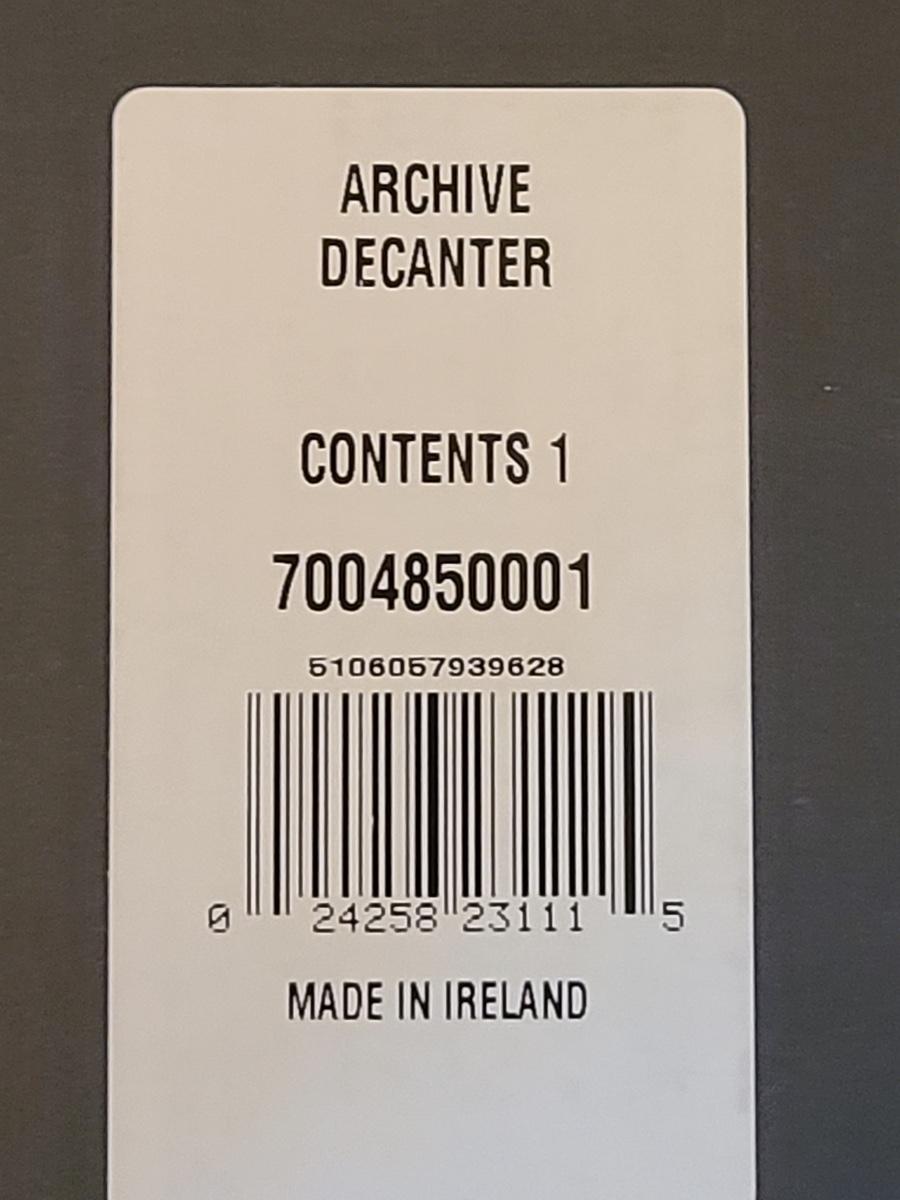 ARCHIVE
DECANTER
CONTENTS 1
7004850001
5106057939628
0 24258 23111 5
MADE IN IRELAND